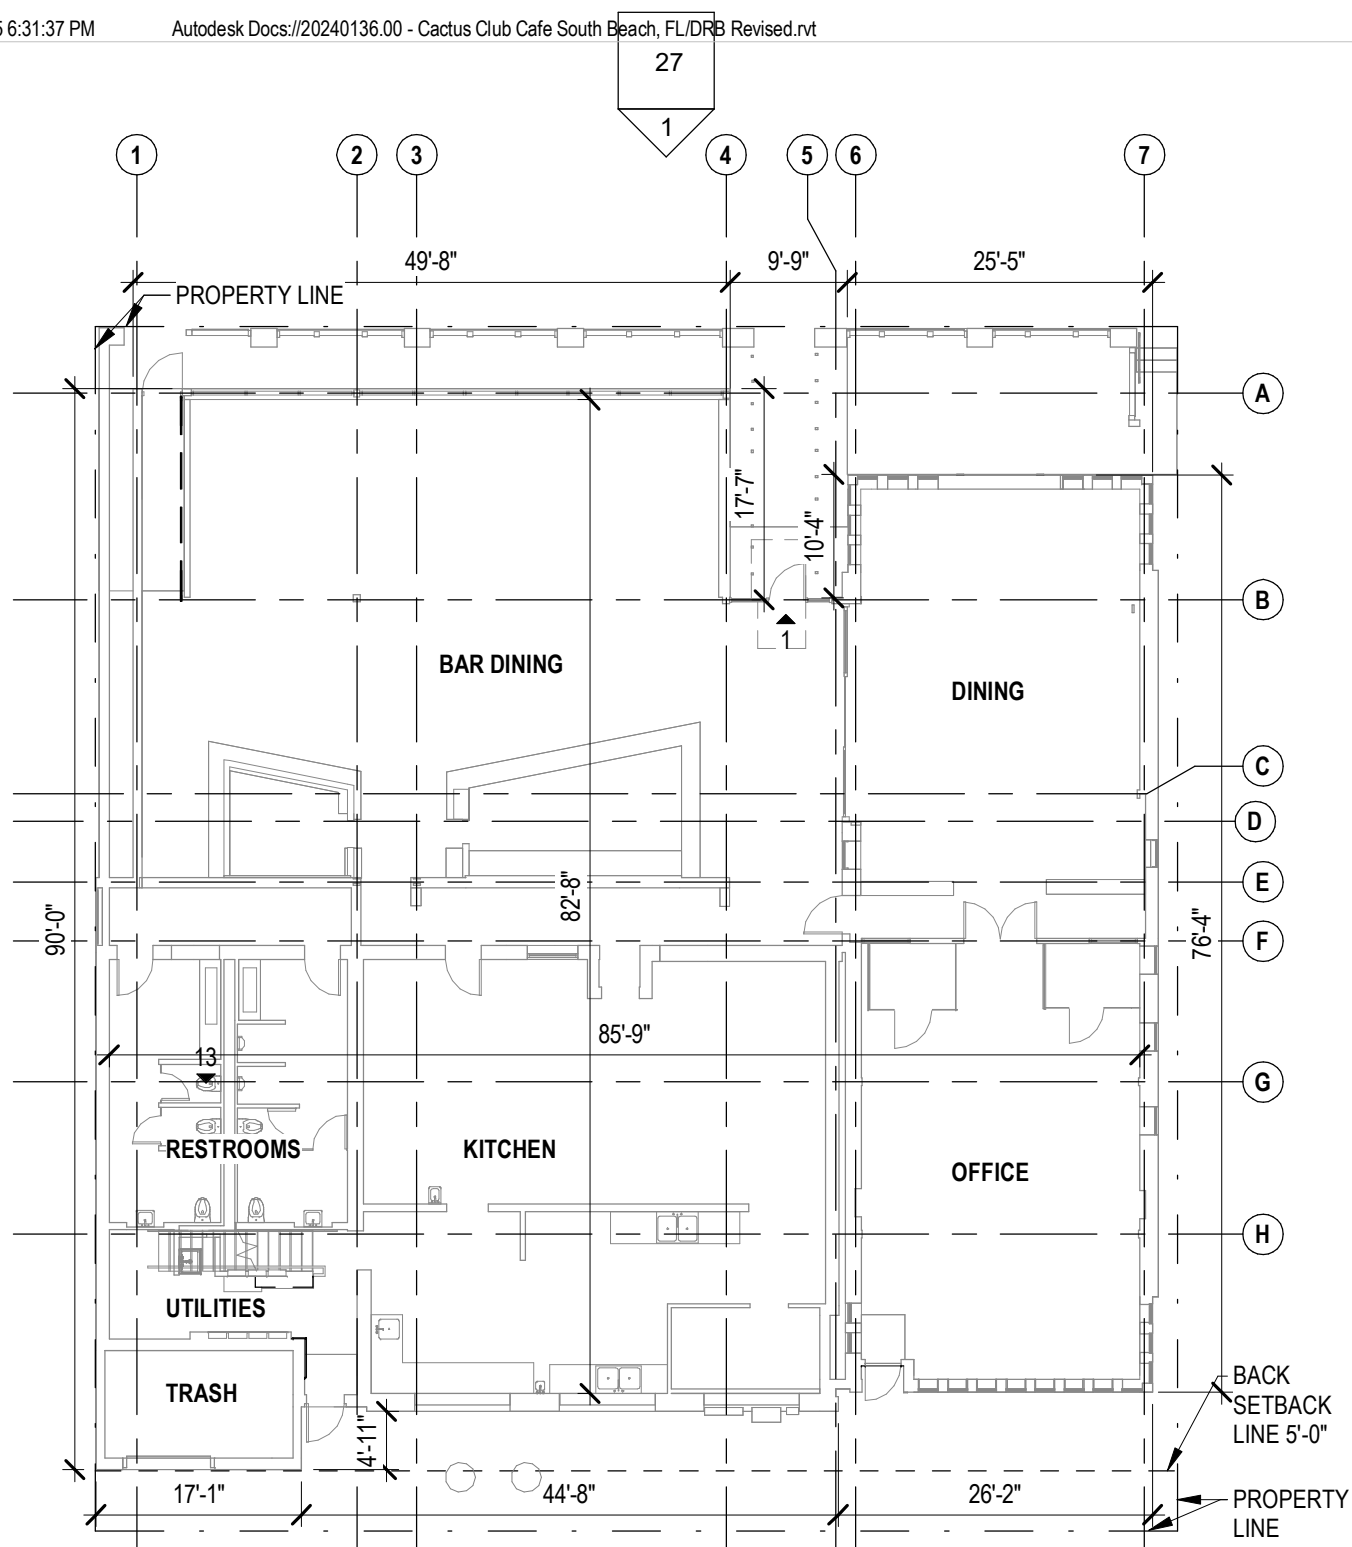 6:31:37 PM
Autodesk Docs://20240136.00 - Cactus Club Cafe South Beach, FL/DRB Revised.rvt
27
1
1
2
3
4
5
6
7
49'-8"
9'-9"
25'-5"
PROPERTY LINE
A
17'-7"
10'-4"
B
1
BAR DINING
DINING
C
D
E
82'-8"
90'-0"
F
76'-4"
85'-9"
13
G
RESTROOMS
KITCHEN
OFFICE
H
UTILITIES
TRASH
BACK
SETBACK
LINE 5'-0"
4'-11"
17'-1"
44'-8"
26'-2"
PROPERTY
LINE